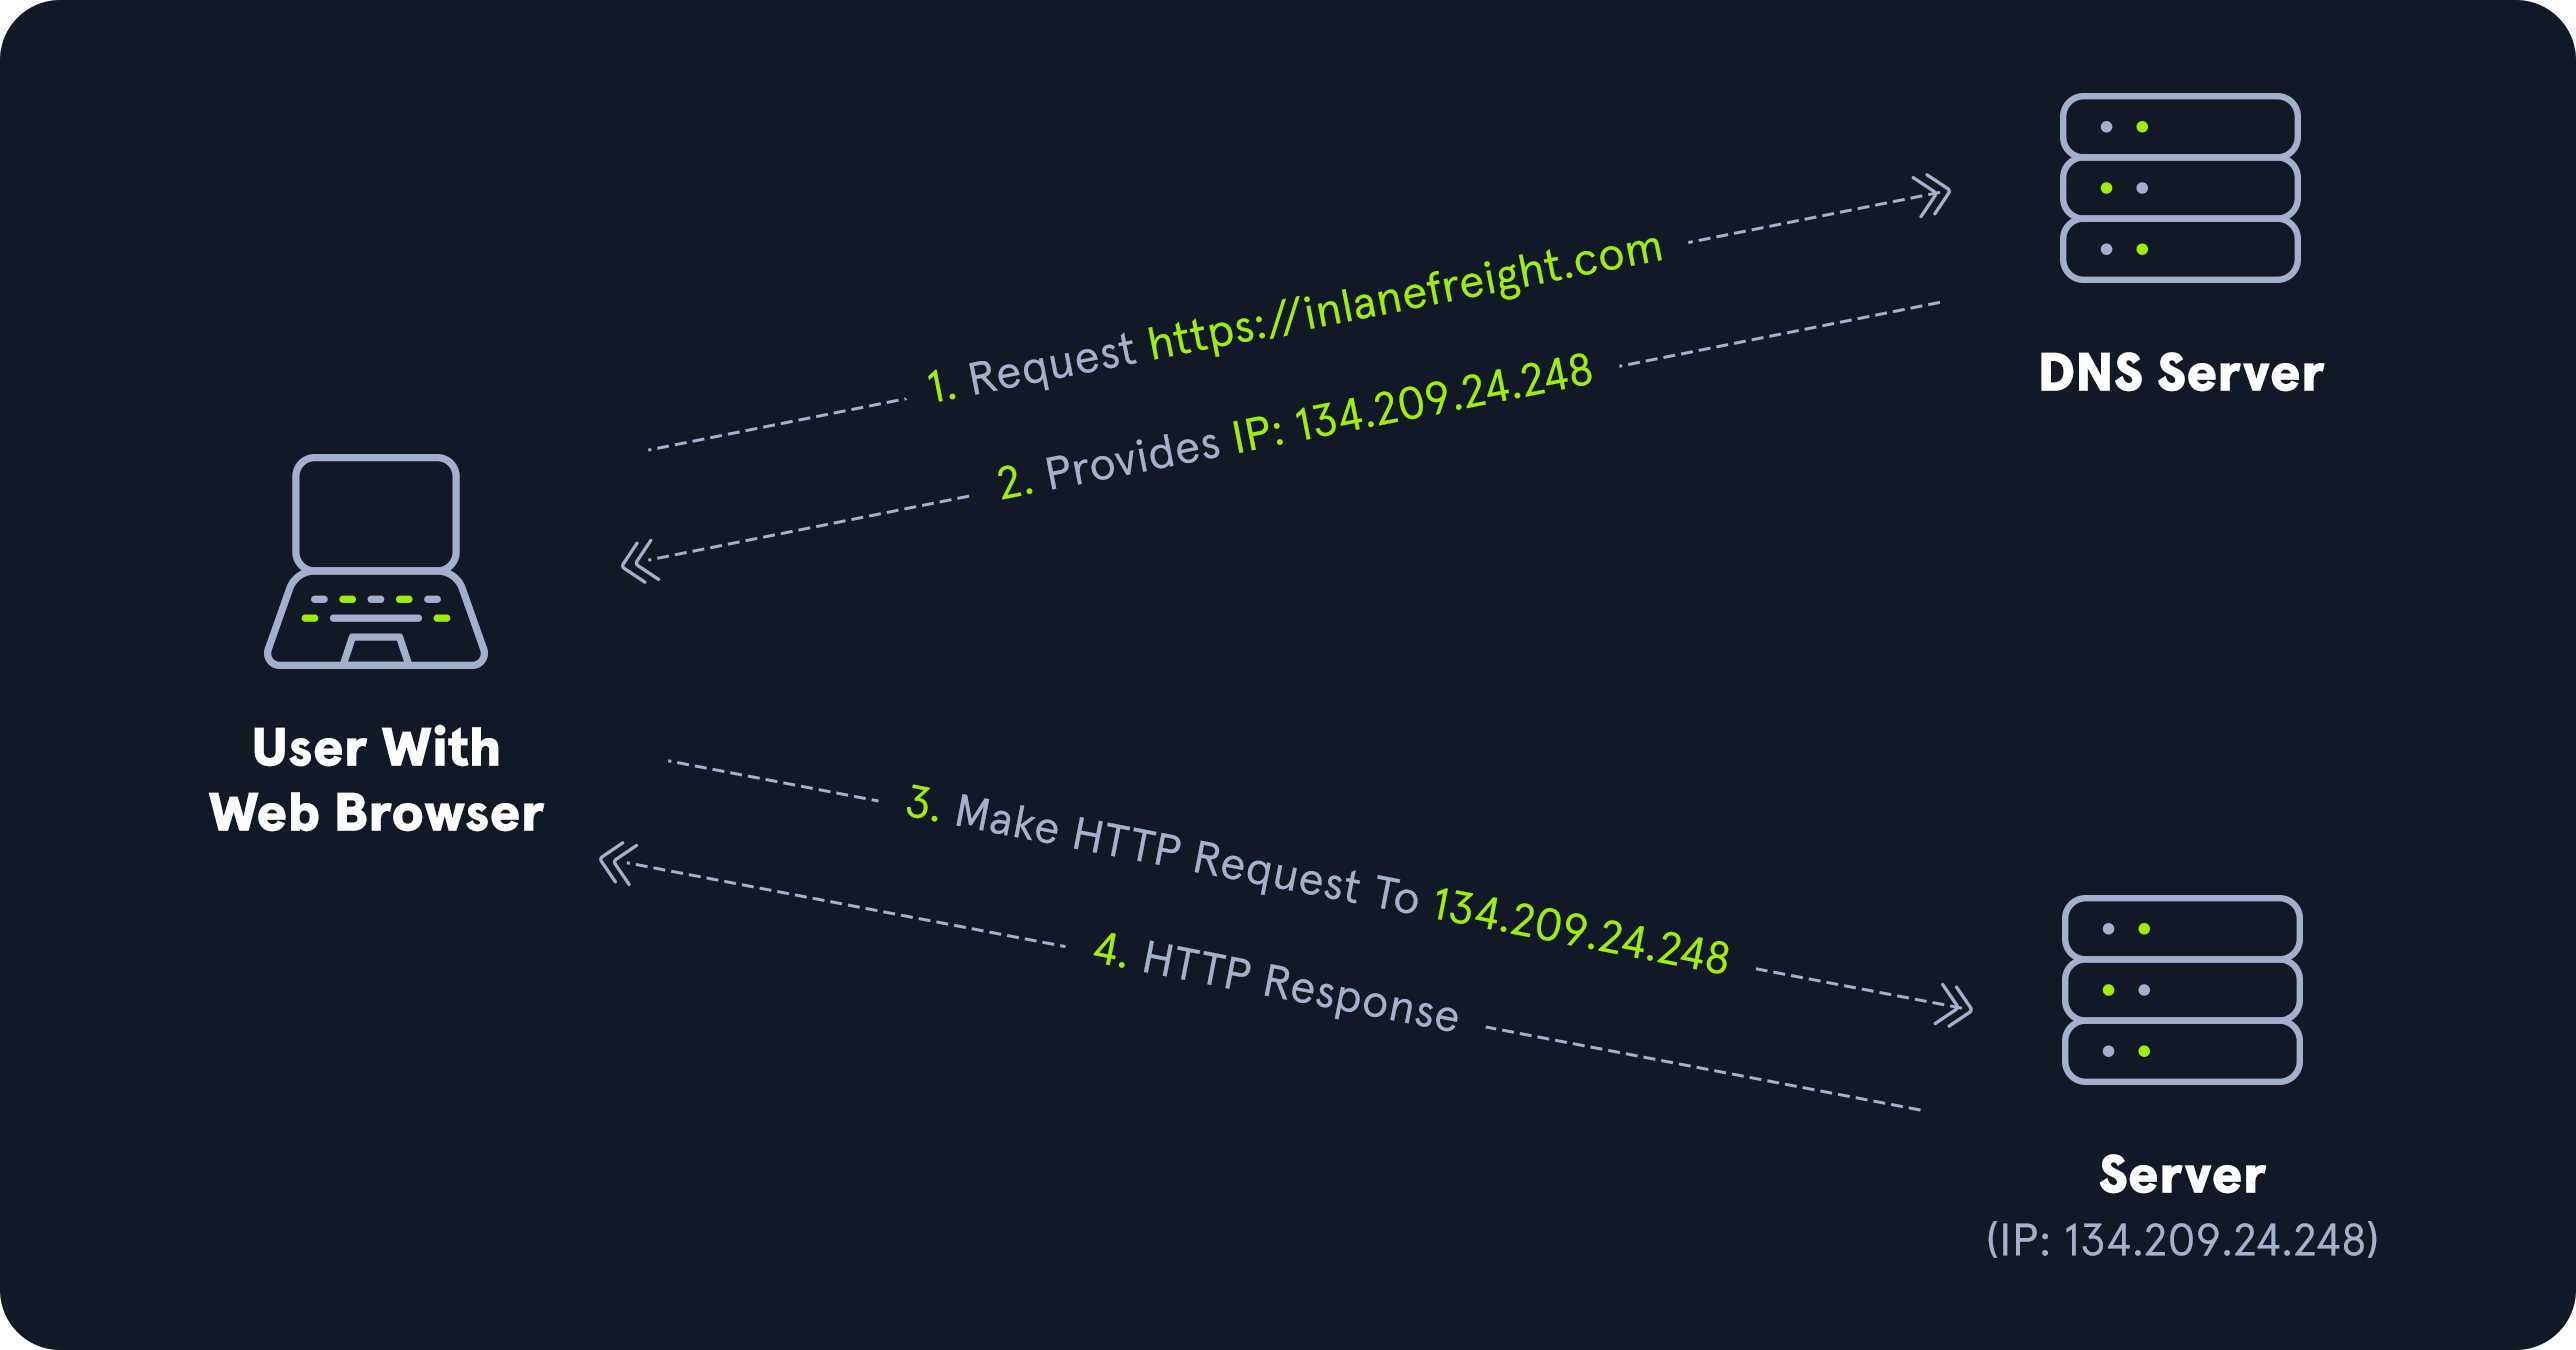 1. Request https://inlanefreight.com
2. Provides IP: 134.209.24.248
DNS Server
User With
Web Browser
3. Make HTTP Request To 134.209.24.248
4. HTTP Response
Server
(IP: 134.209.24.248)